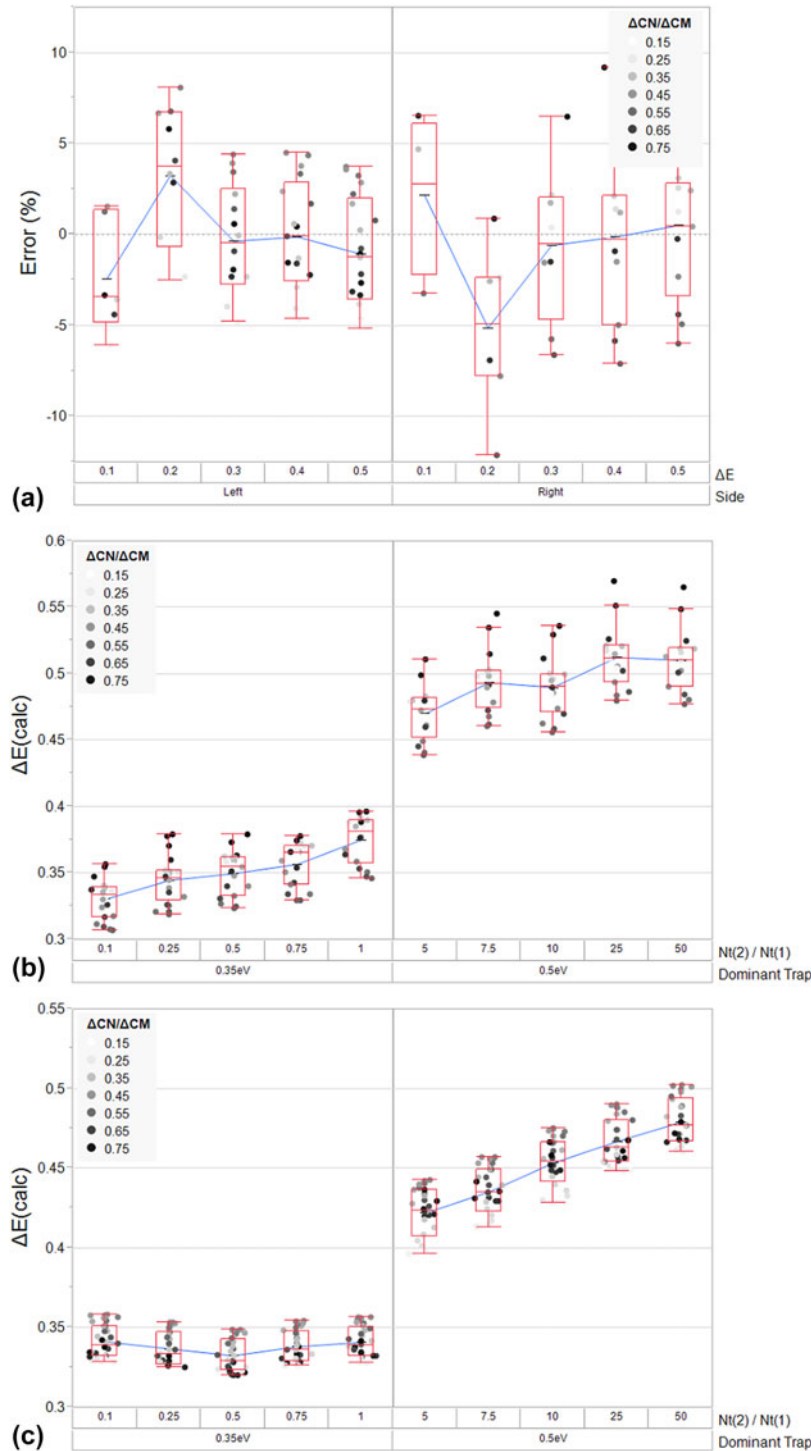 ΔCN/ΔCM
0.15
0.25
0.35
0.45
0.55
0.65
0.75
10
5
0
-5
-10
Error (%)
0.1 0.2 0.3 0.4 0.5 0.1 0.2 0.3 0.4 0.5 ΔE
Left Right Side
(a)
0.6
0.55
0.5
0.45
0.4
0.35
0.3
ΔE(calc)
ΔCN/ΔCM
0.15
0.25
0.35
0.45
0.55
0.65
0.75
0.1 0.25 0.5 0.75 1 5 7.5 10 25 50 Nt(2) / Nt(1)
0.35eV 0.5eV Dominant Trap
(b)
0.55
0.5
0.45
0.4
0.35
0.3
ΔE(calc)
ΔCN/ΔCM
0.15
0.25
0.35
0.45
0.55
0.65
0.75
0.1 0.25 0.5 0.75 1 5 7.5 10 25 50 Nt(2) / Nt(1)
0.35eV 0.5eV Dominant Trap
(c)